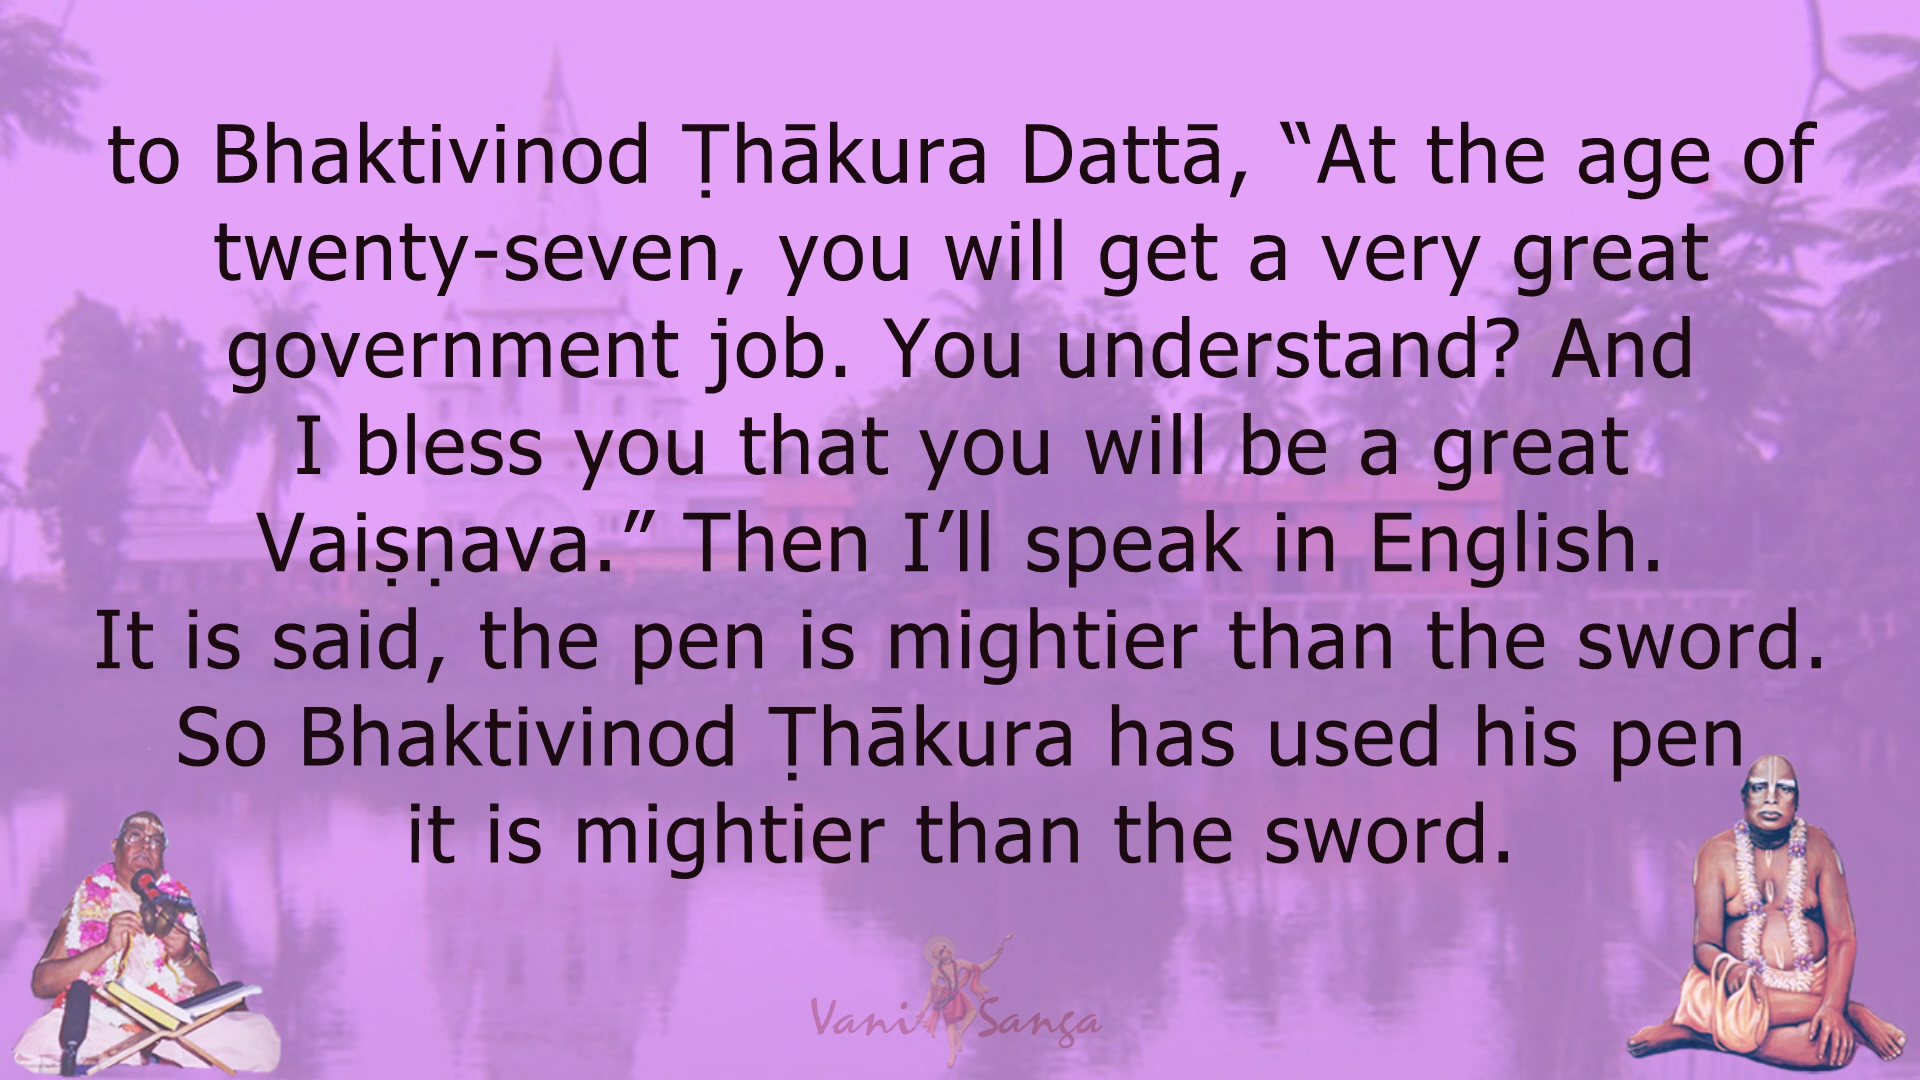 to Bhaktivinod Ṭhākura Dattā, “At the age of
twenty-seven, you will get a very great
government job. You understand? And
I bless you that you will be a great
Vaiṣṇava.” Then I’ll speak in English.
It is said, the pen is mightier than the sword.
So Bhaktivinod Ṭhākura has used his pen
it is mightier than the sword.
Vani Sanga